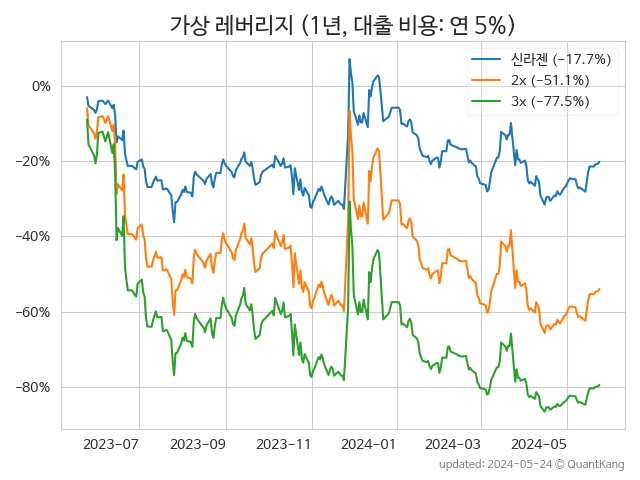 가상 레버리지 (1년, 대출 비용: 연 5%)
신라젠 (−17.7%)
2x (−51.1%)
3x (−77.5%)
0%
−20%
−40%
−60%
−80%
2023−07
2023−09
2023−11
2024−01
2024−03
2024−05
updated: 2024-05-24 © QuantKang